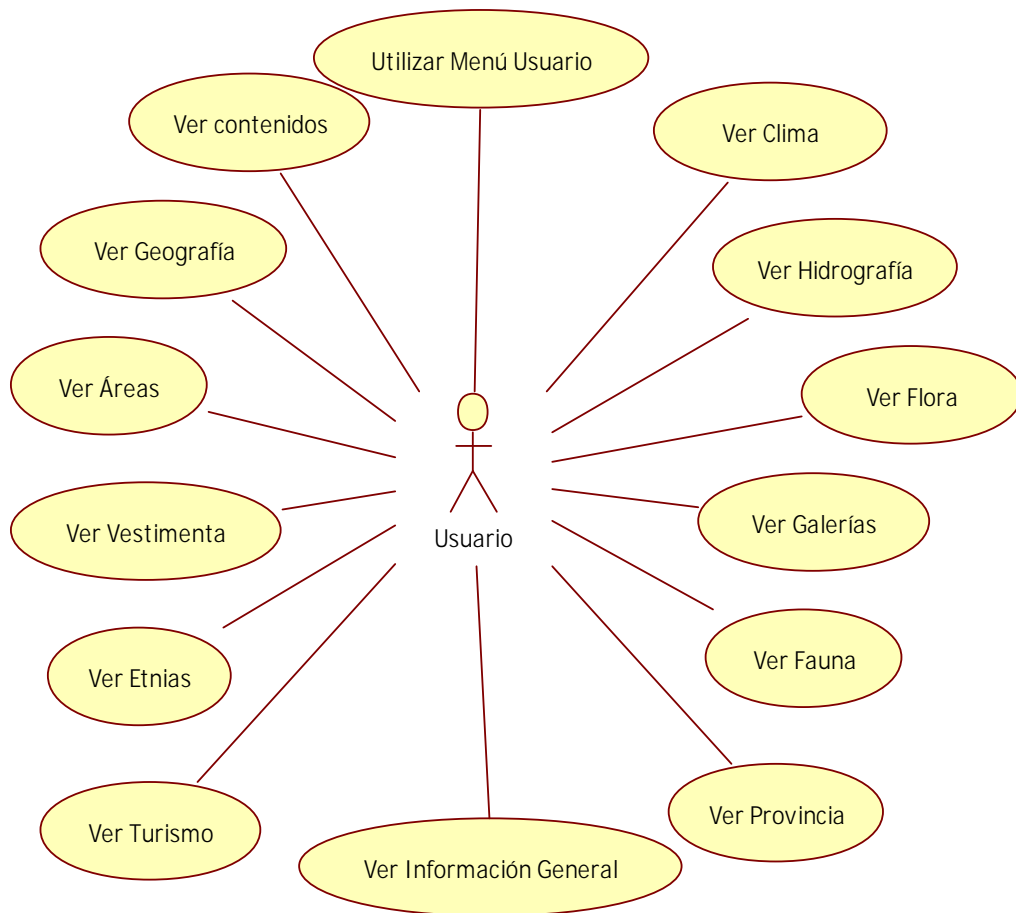 Utilizar Menú Usuario
Ver contenidos
Ver Clima
Ver Geografía
Ver Hidrografía
Ver Áreas
Ver Flora
Ver Vestimenta
Ver Galerías
Usuario
Ver Etnias
Ver Fauna
Ver Turismo
Ver Provincia
Ver Información General